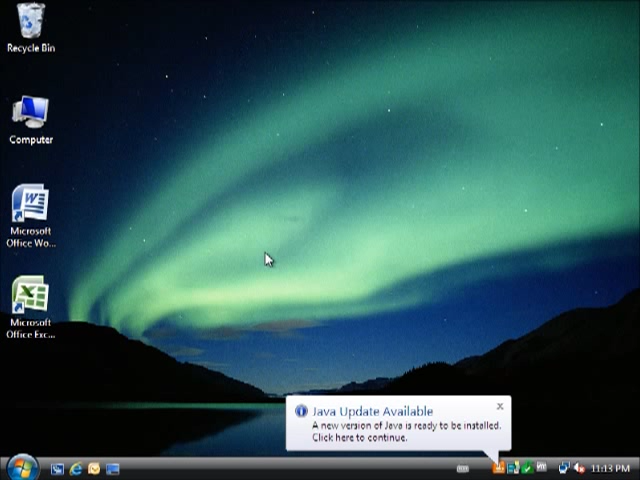 Recycle Bin
Computer
Microsoft
Office Wo...
Microsoft
Office Exc...
Java Update Available
A new version of Java is ready to be installed.
Click here to continue.
11:13 PM